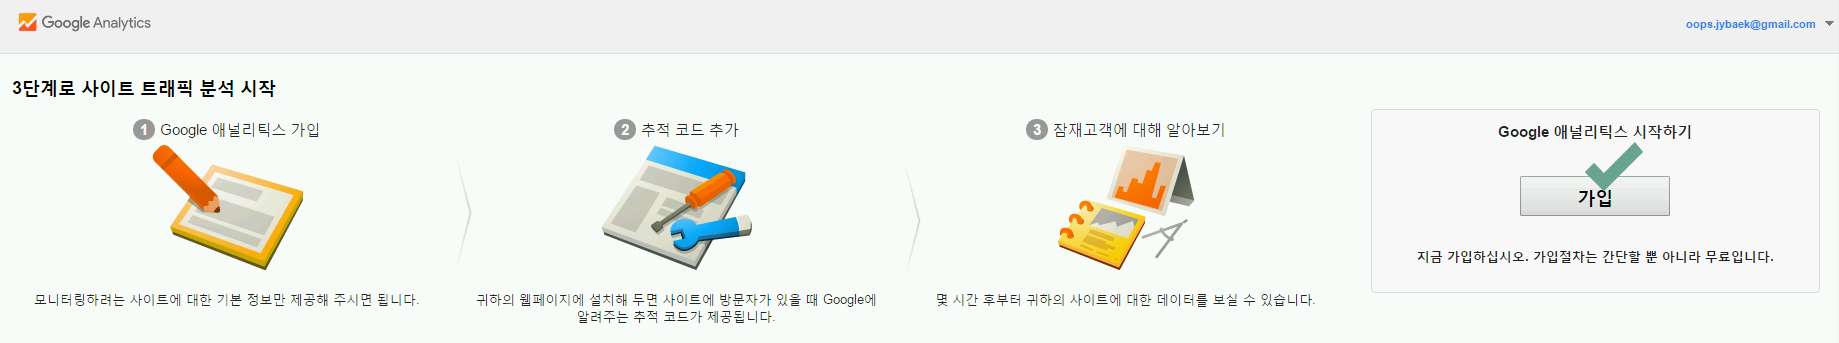 Google Analytics
oops.jybaek@gmail.com
3단계로 사이트 트래픽 분석 시작
1 Google 애널리틱스 가입
모니터링하려는 사이트에 대한 기본 정보만 제공해 주시면 됩니다.
2 추적 코드 추가
귀하의 웹페이지에 설치해 두면 사이트에 방문자가 있을 때 Google에
알려주는 추적 코드가 제공됩니다.
3 잠재고객에 대해 알아보기
몇 시간 후부터 귀하의 사이트에 대한 데이터를 보실 수 있습니다.
Google 애널리틱스 시작하기
가입
지금 가입하십시오. 가입절차는 간단할 뿐 아니라 무료입니다.